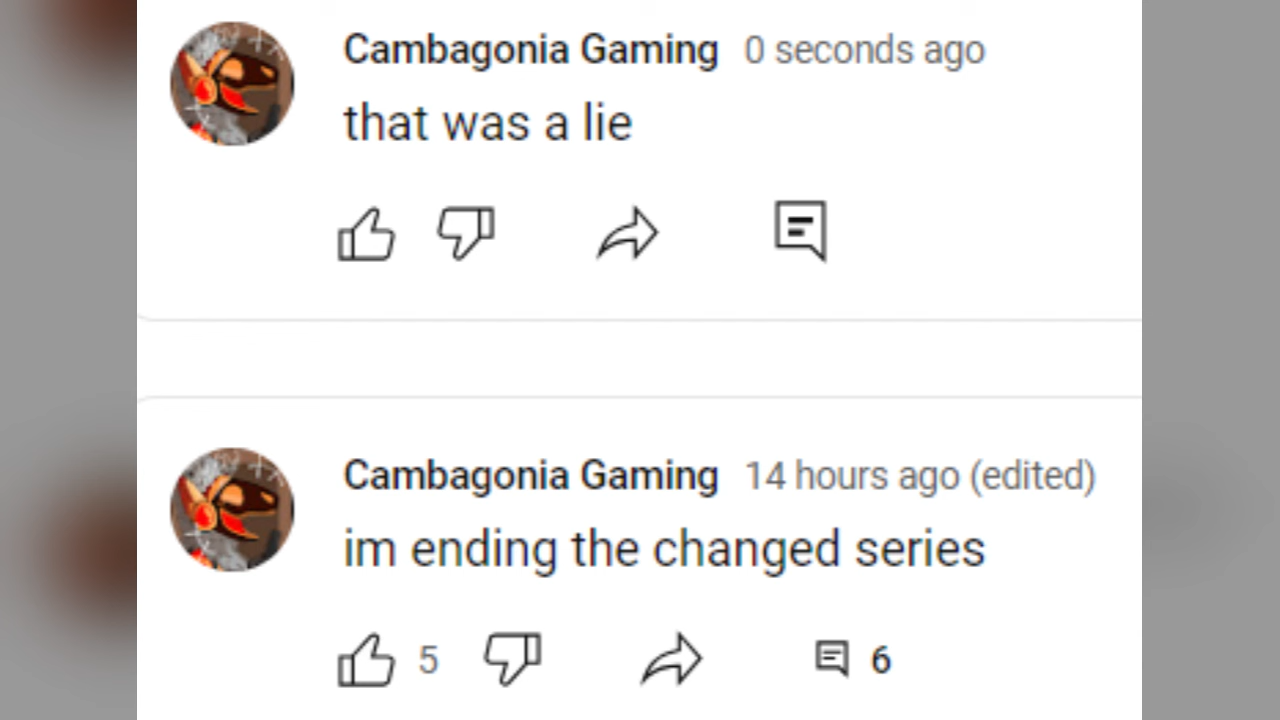 Cambagonia Gaming 0 seconds ago
that was a lie
Cambagonia Gaming 14 hours ago (edited)
im ending the changed series
5 6